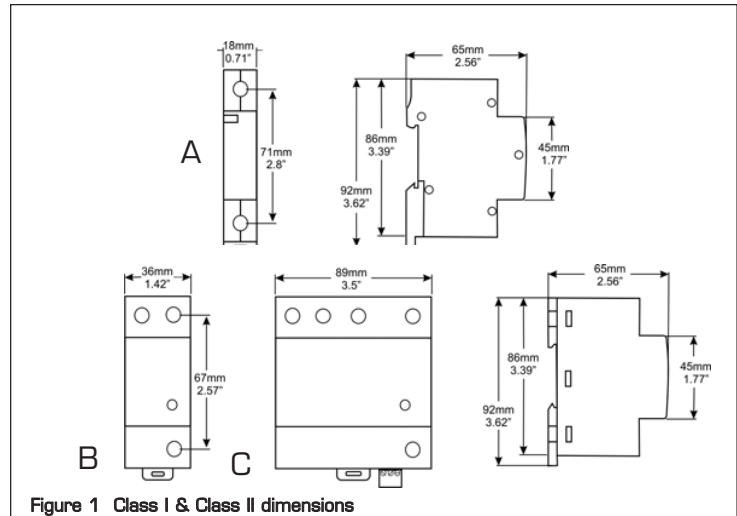 18mm
0.71"
65mm
2.56"
A
71mm
2.8"
86mm
3.39"
92mm
3.62"
45mm
1.77"
36mm
1.42"
89mm
3.5"
65mm
2.56"
67mm
2.57"
86mm
3.39"
92mm
3.62"
45mm
1.77"
B
C
Figure 1 Class I & Class II dimensions